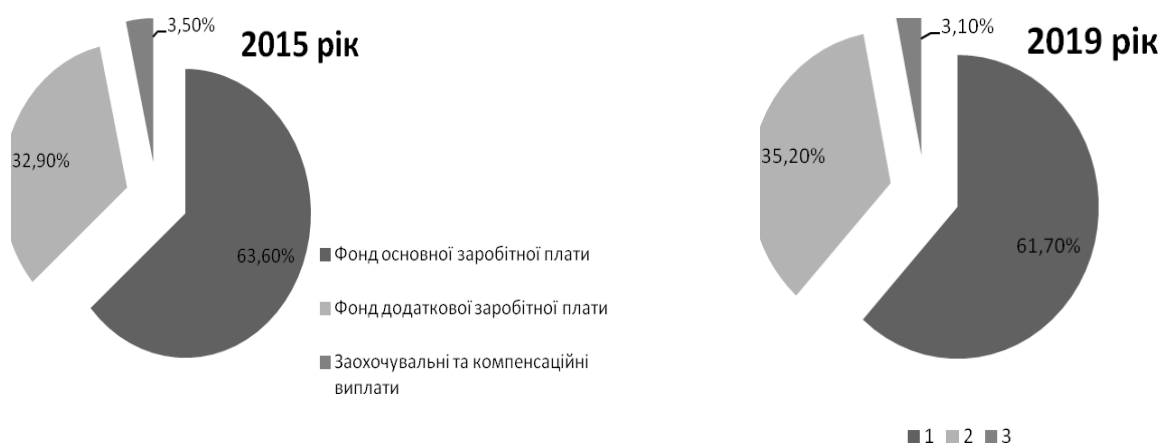 3,50%
2015 рік
32,90%
63,60%
Фонд основної заробітної плати
Фонд додаткової заробітної плати
Заохочувальні та компенсаційні
виплати
3,10%
2019 рік
35,20%
61,70%
1 2 3